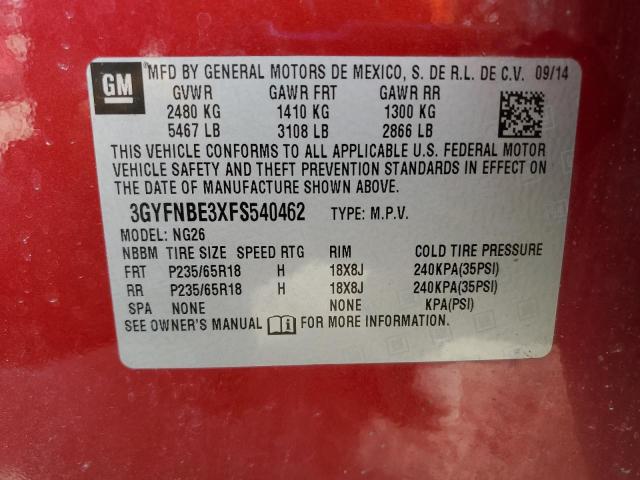 GM MFD BY GENERAL MOTORS DE MEXICO, S. DE R.L. DE C.V. 09/14
GVWR GAWR FRT GAWR RR
2480 KG 1410 KG 1300 KG
5467 LB 3108 LB 2866 LB
THIS VEHICLE CONFORMS TO ALL APPLICABLE U.S. FEDERAL MOTOR
VEHICLE SAFETY AND THEFT PREVENTION STANDARDS IN EFFECT ON
THE DATE OF MANUFACTURE SHOWN ABOVE.
3GYFNBE3XFS540462 TYPE: M.P.V.
MODEL: NG26
NBBM TIRE SIZE SPEED RTG RIM COLD TIRE PRESSURE
FRT P235/65R18 H 18X8J 240KPA(35PSI)
RR P235/65R18 H 18X8J 240KPA(35PSI)
SPA NONE NONE KPA(PSI)
SEE OWNER'S MANUAL FOR MORE INFORMATION.